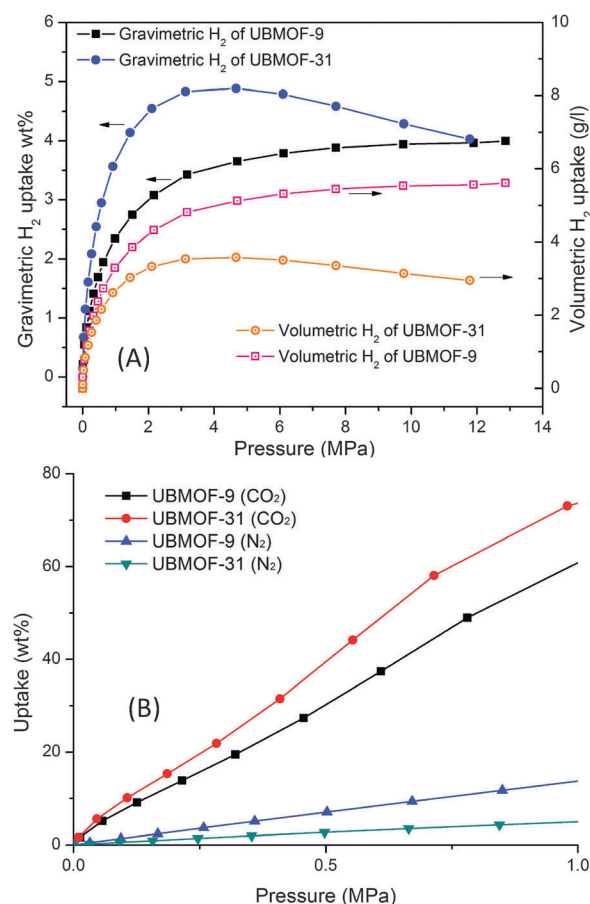 (A)
Gravimetric H₂ of UBMOF-9
Gravimetric H₂ of UBMOF-31
Gravimetric H₂ uptake wt%
6
5
4
3
2
1
0
Volumetric H₂ uptake (g/l)
10
8
6
4
2
0
Volumetric H₂ of UBMOF-31
Volumetric H₂ of UBMOF-9
0 2 4 6 8 10 12 14
Pressure (MPa)
UBMOF-9 (CO₂)
UBMOF-31 (CO₂)
UBMOF-9 (N₂)
UBMOF-31 (N₂)
(B)
Uptake (wt%)
80
60
40
20
0
0.0 0.5 1.0
Pressure (MPa)